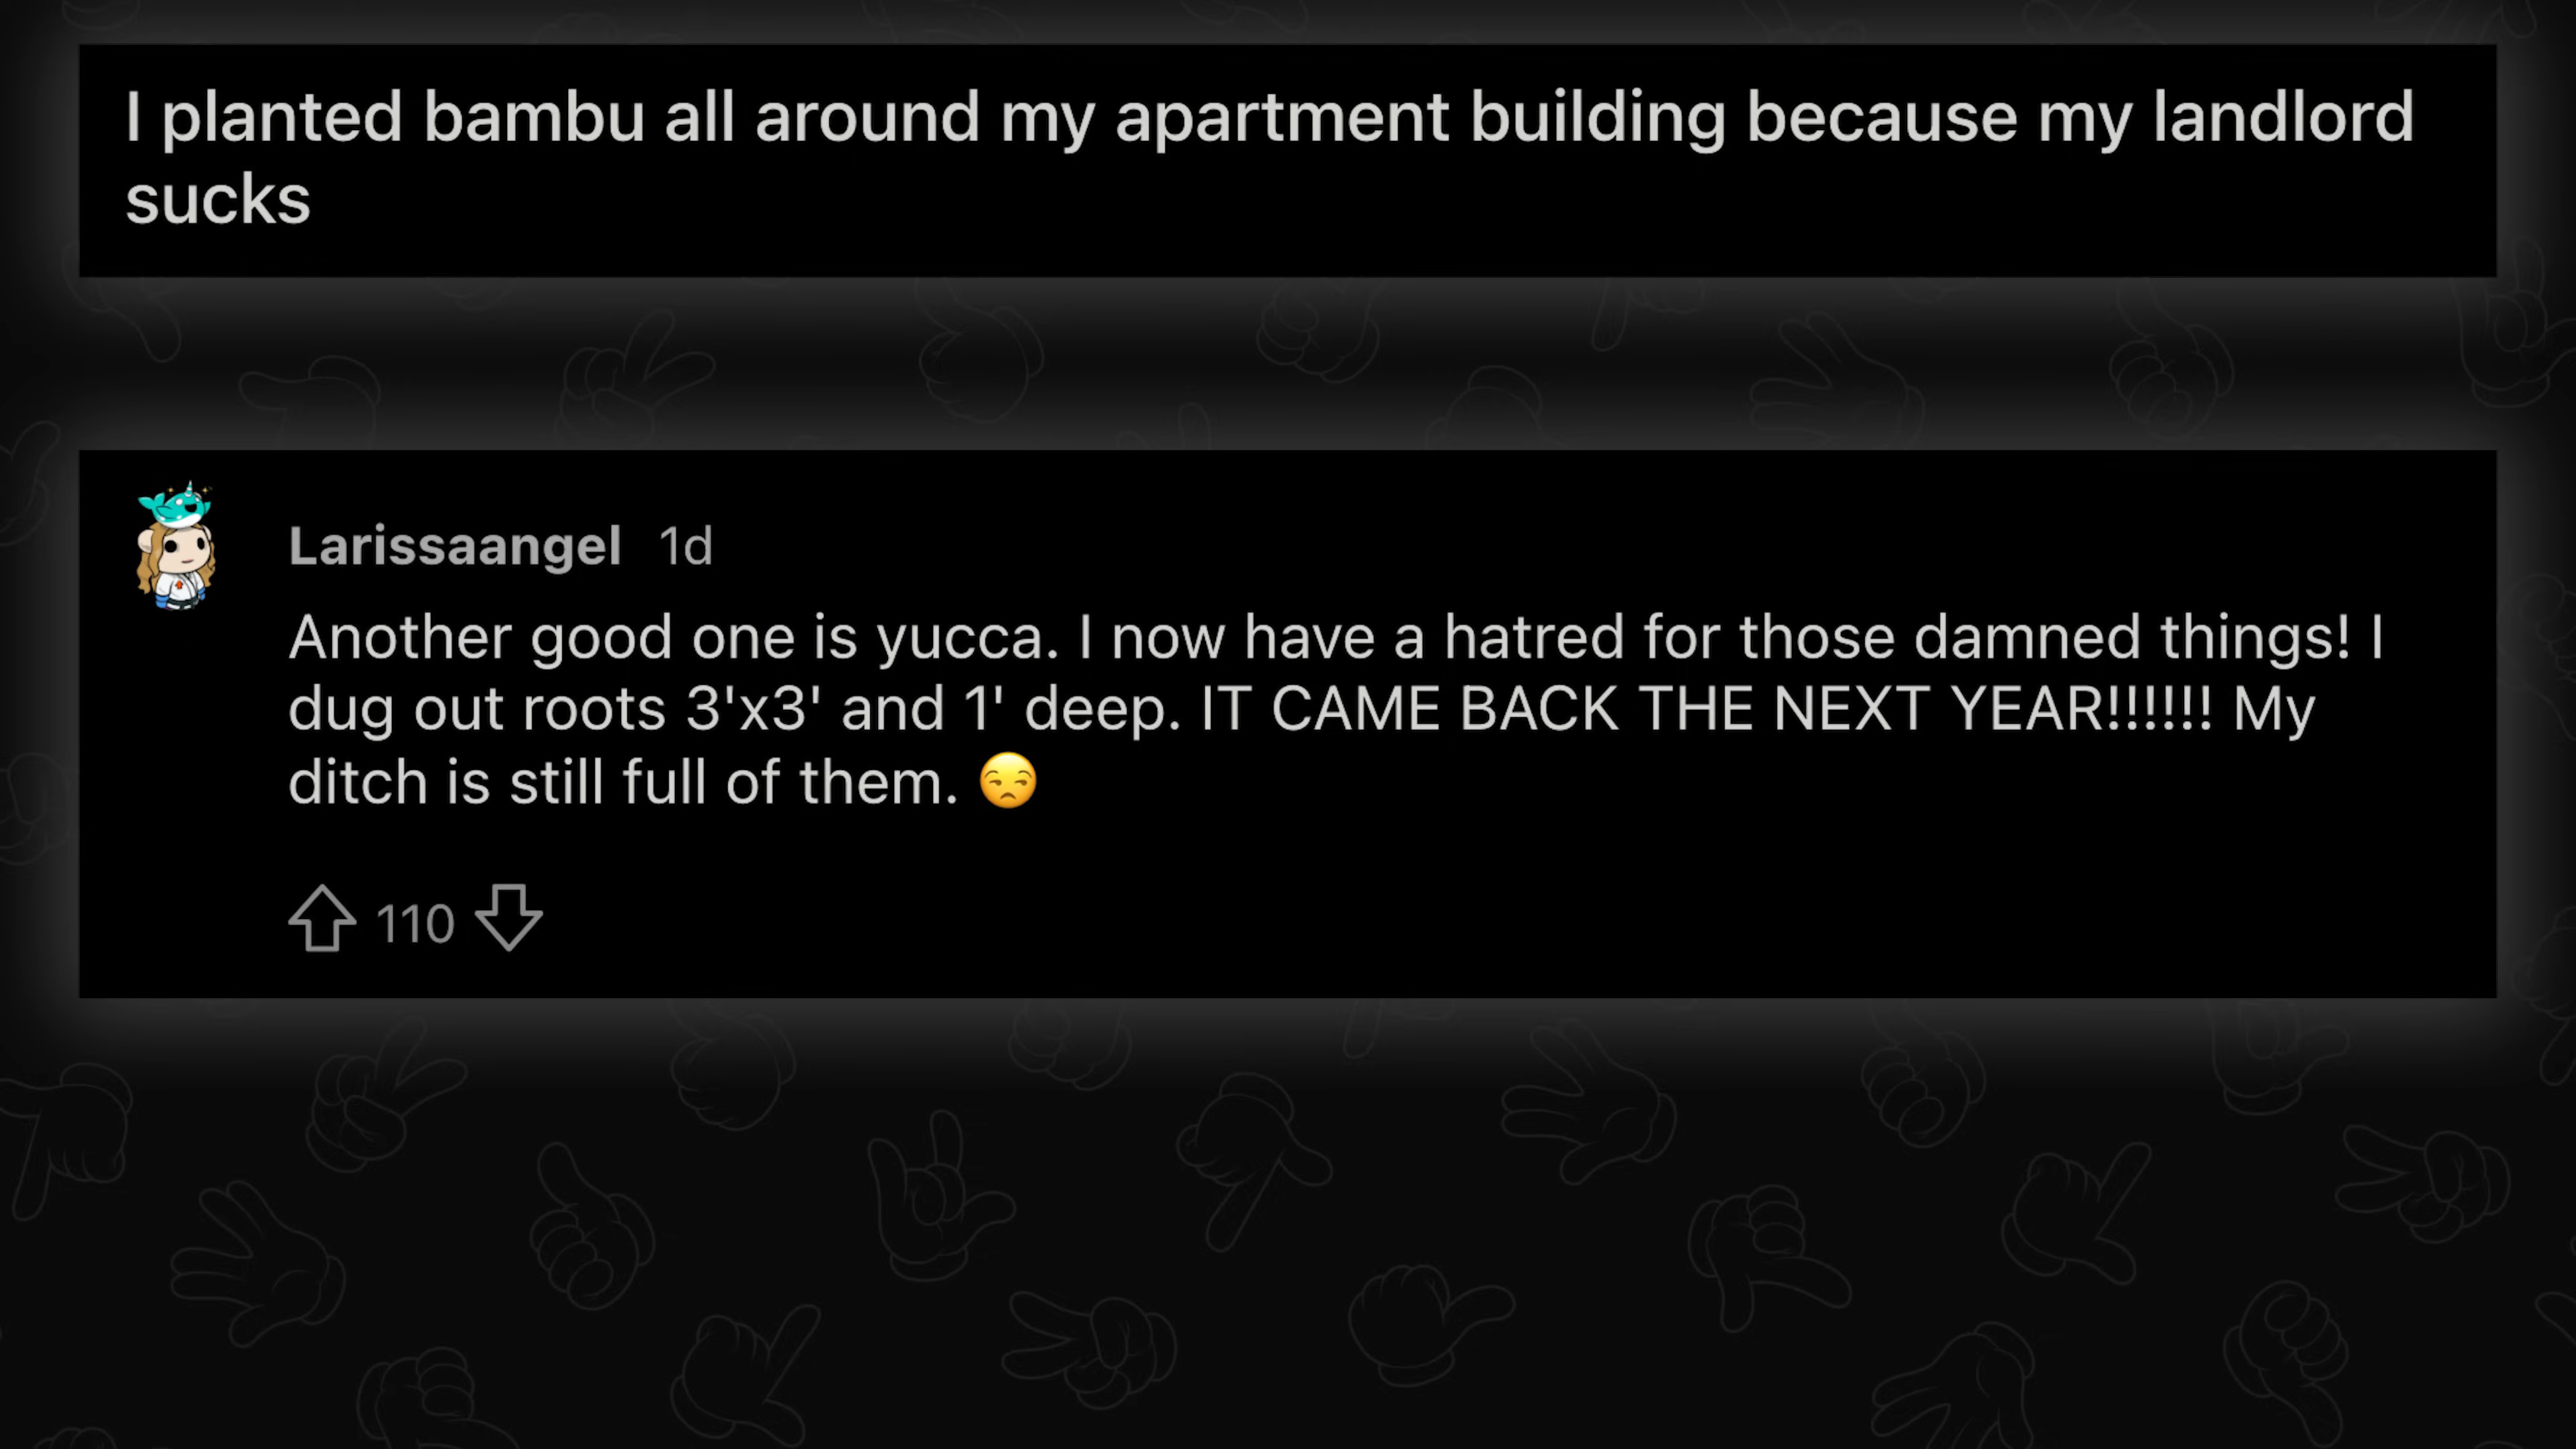 I planted bambu all around my apartment building because my landlord
sucks
Larissaangel 1d
Another good one is yucca. I now have a hatred for those damned things! I
dug out roots 3'x3' and 1' deep. IT CAME BACK THE NEXT YEAR!!!!!! My
ditch is still full of them. 😒
110